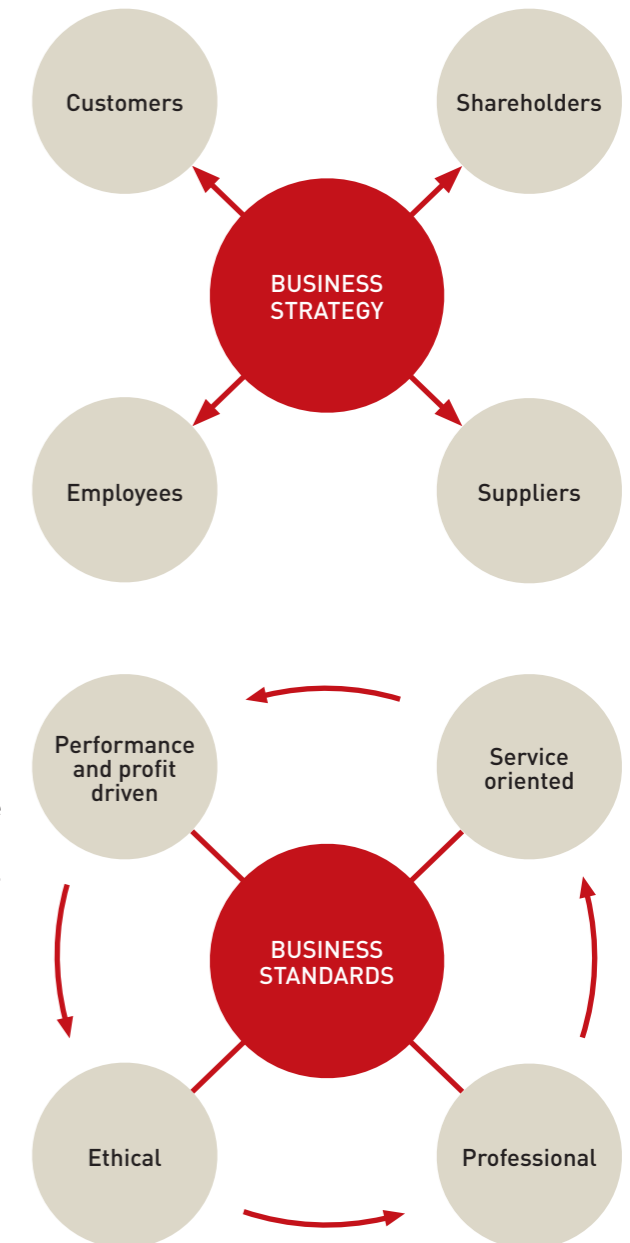 Customers
Shareholders
BUSINESS
STRATEGY
Employees
Suppliers
Performance
and profit
driven
Service
oriented
BUSINESS
STANDARDS
Ethical
Professional